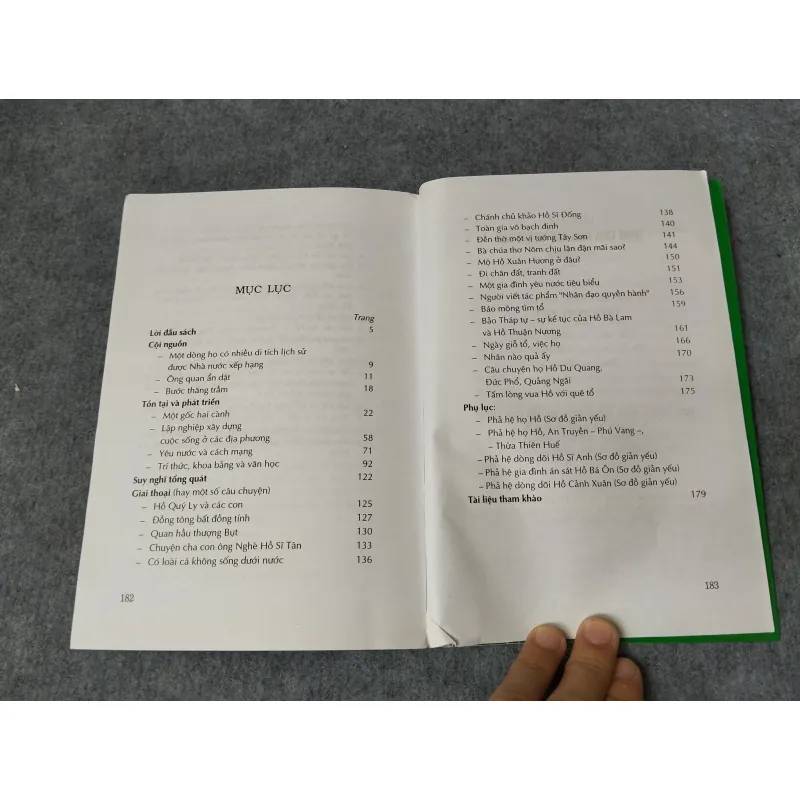 MỤC LỤC
Trang
Lời đầu sách 5
Cội nguồn
– Một dòng họ có nhiều di tích lịch sử
được Nhà nước xếp hạng 9
– Ông quan ẩn dật 11
– Bước thăng trầm 18
Tồn tại và phát triển
– Một gốc hai cành 22
– Lập nghiệp xây dựng
cuộc sống ở các địa phương 58
– Yêu nước và cách mạng 71
– Trí thức, khoa bảng và văn học 92
Suy nghĩ tổng quát 122
Giai thoại (hay một số câu chuyện)
– Hồ Quý Ly và các con 125
– Đồng tông bất đồng tính 127
– Quan hầu thượng Bụt 130
– Chuyện cha con ông Nghè Hồ Sĩ Tân 133
– Có loài cá không sống dưới nước 136
182
– Chánh chủ khảo Hồ Sĩ Đống 138
– Toàn gia vô bạch đinh 140
– Đền thờ một vị tướng Tây Sơn 141
– Bà chúa thơ Nôm chịu lận đận mãi sao? 144
– Mộ Hồ Xuân Hương ở đâu? 150
– Đi chân đất, tranh đất 151
– Một gia đình yêu nước tiêu biểu 153
– Người viết tác phẩm "Nhân đạo quyền hành" 156
– Báo mộng tìm tổ 159
– Bảo Tháp tự – sự kế tục của Hồ Bà Lam
và Hồ Thuận Nương 161
– Ngày giỗ tổ, việc họ 166
– Nhân nào quả ấy 170
– Câu chuyện họ Hồ Du Quang,
Đức Phổ, Quảng Ngãi 173
– Tấm lòng vua Hồ với quê tổ 175
Phụ lục:
– Phả hệ họ Hồ (Sơ đồ giản yếu)
– Phả hệ họ Hồ, An Truyền – Phú Vang –,
– Thừa Thiên Huế
– Phả hệ dòng dõi Hồ Sĩ Anh (Sơ đồ giản yếu)
– Phả hệ gia đình án sát Hồ Bá Ôn (Sơ đồ giản yếu)
– Phả hệ dòng dõi Hồ Cảnh Xuân (Sơ đồ giản yếu)
Tài liệu tham khảo 179
183